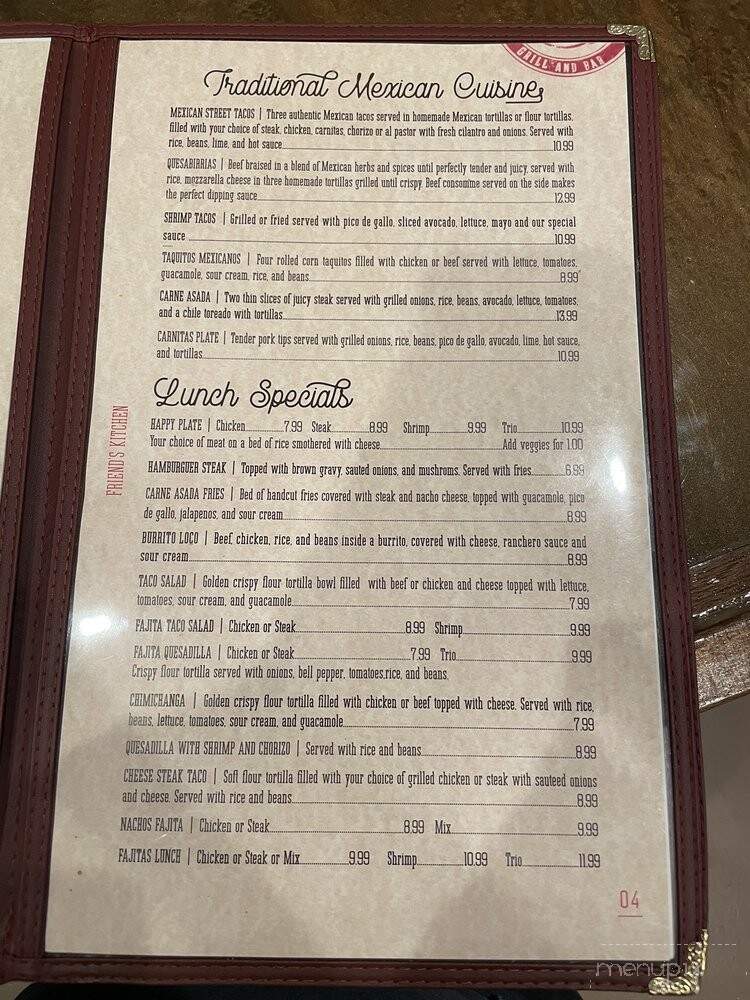 GRILL AND BAR
Traditional Mexican Cuisine
MEXICAN STREET TACOS | Three authentic Mexican tacos served in homemade Mexican tortillas or flour tortillas,
filled with your choice of steak, chicken, carnitas, chorizo or al pastor with fresh cilantro and onions. Served with
rice, beans, lime, and hot sauce 10.99
QUESABIRRIAS | Beef braised in a blend of Mexican herbs and spices until perfectly tender and juicy, served with
rice, mozzarella cheese in three homemade tortillas grilled until crispy. Beef consomme served on the side makes
the perfect dipping sauce 12.99
SHRIMP TACOS | Grilled or fried served with pico de gallo, sliced avocado, lettuce, mayo and our special
sauce 10.99
TAQUITOS MEXICANOS | Four rolled corn taquitos filled with chicken or beef served with lettuce, tomatoes,
guacamole, sour cream, rice, and beans 8.99
CARNE ASADA | Two thin slices of juicy steak served with grilled onions, rice, beans, avocado, lettuce, tomatoes,
and a chile toreado with tortillas 13.99
CARNITAS PLATE | Tender pork tips served with grilled onions, rice, beans, pico de gallo, avocado, lime, hot sauce,
and tortillas 10.99
Lunch Specials
HAPPY PLATE | Chicken 7.99 Steak 8.99 Shrimp 9.99 Trio 10.99
Your choice of meat on a bed of rice smothered with cheese Add veggies for 1.00
HAMBURGUER STEAK | Topped with brown gravy, sauted onions, and mushroms. Served with fries 6.99
CARNE ASADA FRIES | Bed of handcut fries covered with steak and nacho cheese, topped with guacamole, pico
de gallo, jalapenos, and sour cream 8.99
BURRITO LOCO | Beef, chicken, rice, and beans inside a burrito, covered with cheese, ranchero sauce and
sour cream 8.99
TACO SALAD | Golden crispy flour tortilla bowl filled with beef or chicken and cheese topped with lettuce,
tomatoes, sour cream, and guacamole 7.99
FAJITA TACO SALAD | Chicken or Steak 8.99 Shrimp 9.99
FAJITA QUESADILLA | Chicken or Steak 7.99 Trio 9.99
Crispy flour tortilla served with onions, bell pepper, tomatoes,rice, and beans.
CHIMICHANGA | Golden crispy flour tortilla filled with chicken or beef topped with cheese. Served with rice,
beans, lettuce, tomatoes, sour cream, and guacamole 7.99
QUESADILLA WITH SHRIMP AND CHORIZO | Served with rice and beans 8.99
CHEESE STEAK TACO | Soft flour tortilla filled with your choice of grilled chicken or steak with sauteed onions
and cheese. Served with rice and beans 8.99
NACHOS FAJITA | Chicken or Steak 8.99 Mix 9.99
FAJITAS LUNCH | Chicken or Steak or Mix 9.99 Shrimp 10.99 Trio 11.99
FRIEND'S KITCHEN
04